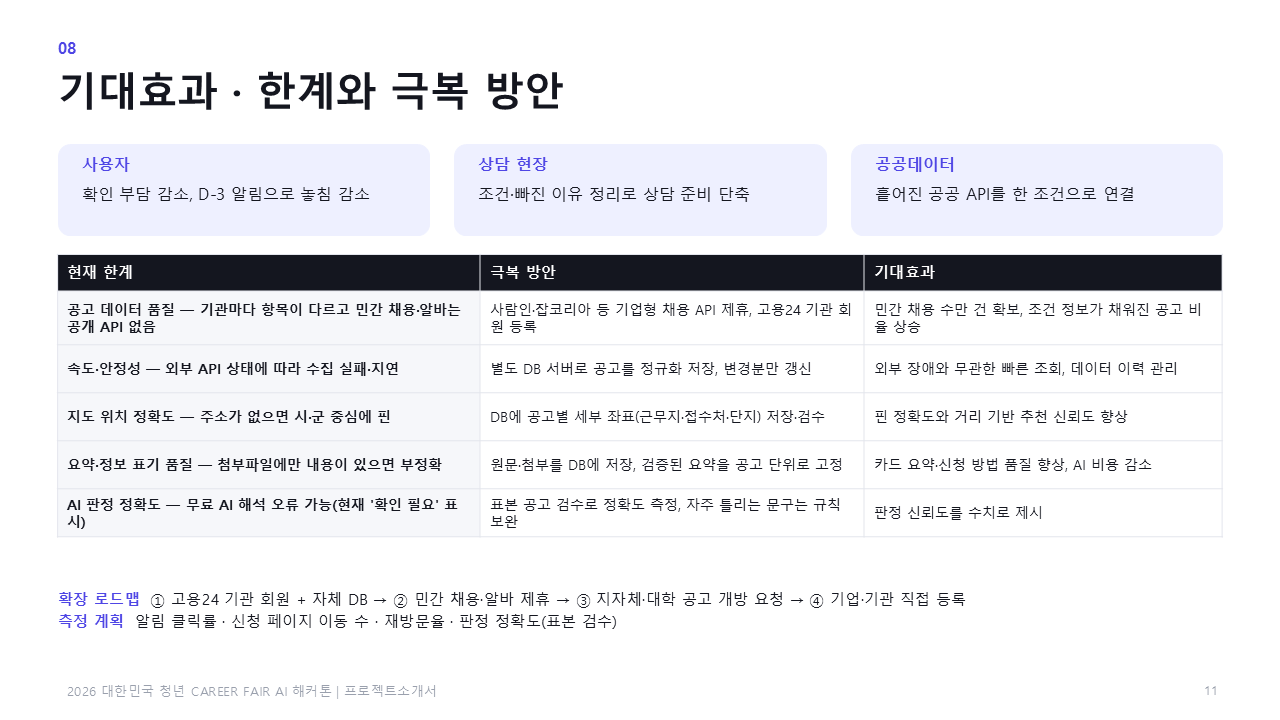 08
기대효과 · 한계와 극복 방안
사용자
확인 부담 감소, D-3 알림으로 놓침 감소
상담 현장
조건·빠진 이유 정리로 상담 준비 단축
공공데이터
흩어진 공공 API를 한 조건으로 연결
현재 한계
극복 방안
기대효과
공고 데이터 품질 — 기관마다 항목이 다르고 민간 채용·알바는
공개 API 없음
사람인·잡코리아 등 기업형 채용 API 제휴, 고용24 기관 회
원 등록
민간 채용 수만 건 확보, 조건 정보가 채워진 공고 비
율 상승
속도·안정성 — 외부 API 상태에 따라 수집 실패·지연
별도 DB 서버로 공고를 정규화 저장, 변경분만 갱신
외부 장애와 무관한 빠른 조회, 데이터 이력 관리
지도 위치 정확도 — 주소가 없으면 시·군 중심에 핀
DB에 공고별 세부 좌표(근무지·접수처·단지) 저장·검수
핀 정확도와 거리 기반 추천 신뢰도 향상
요약·정보 표기 품질 — 첨부파일에만 내용이 있으면 부정확
원문·첨부를 DB에 저장, 검증된 요약을 공고 단위로 고정
카드 요약·신청 방법 품질 향상, AI 비용 감소
AI 판정 정확도 — 무료 AI 해석 오류 가능(현재 '확인 필요' 표
시)
표본 공고 검수로 정확도 측정, 자주 틀리는 문구는 규칙
보완
판정 신뢰도를 수치로 제시
확장 로드맵 ① 고용24 기관 회원 + 자체 DB → ② 민간 채용·알바 제휴 → ③ 지자체·대학 공고 개방 요청 → ④ 기업·기관 직접 등록
측정 계획 알림 클릭률 · 신청 페이지 이동 수 · 재방문율 · 판정 정확도(표본 검수)
2026 대한민국 청년 CAREER FAIR AI 해커톤 | 프로젝트소개서
11